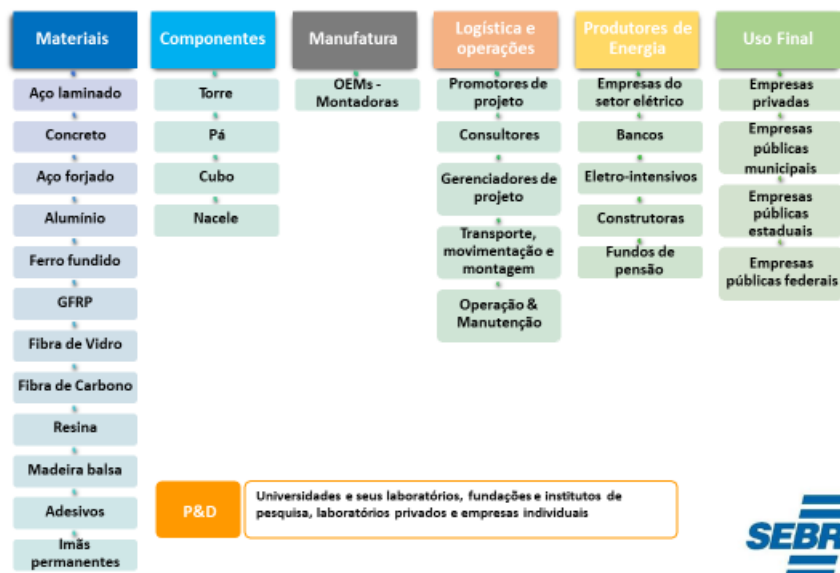 Materiais
Aço laminado
Concreto
Aço forjado
Alumínio
Ferro fundido
GFRP
Fibra de Vidro
Fibra de Carbono
Resina
Madeira balsa
Adesivos
Imãs
permanentes
Componentes
Torre
Pá
Cubo
Nacele
Manufatura
OEMs -
Montadoras
Logística e
operações
Promotores de
projeto
Consultores
Gerenciadores de
projeto
Transporte,
movimentação e
montagem
Operação &
Manutenção
Produtores de
Energia
Empresas do
setor elétrico
Bancos
Eletro-intensivos
Construtoras
Fundos de
pensão
Uso Final
Empresas
privadas
Empresas
públicas
municipais
Empresas
públicas
estaduais
Empresas
públicas federais
P&D
Universidades e seus laboratórios, fundações e institutos de
pesquisa, laboratórios privados e empresas individuais
SEBR